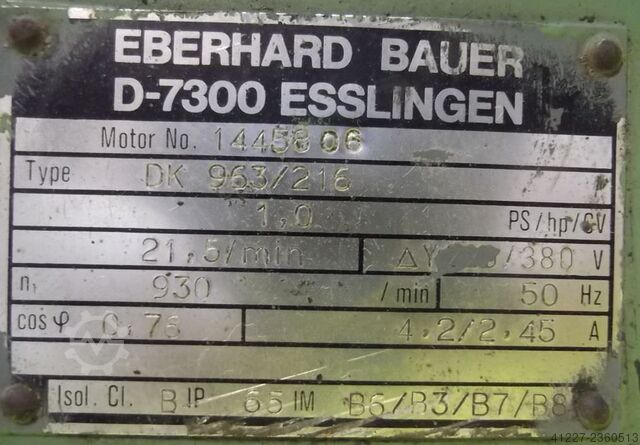 EBERHARD BAUER
D-7300 ESSLINGEN
Motor No. 1445806
Type DK 963/216
1,0 PS/hp/CV
21,5/min ΔY /380 V
n₁ 930 /min 50 Hz
cos φ 0,76 4,2/2,45 A
Isol. Cl. B IP 65 IM B6/B3/B7/B8
41227-2360513